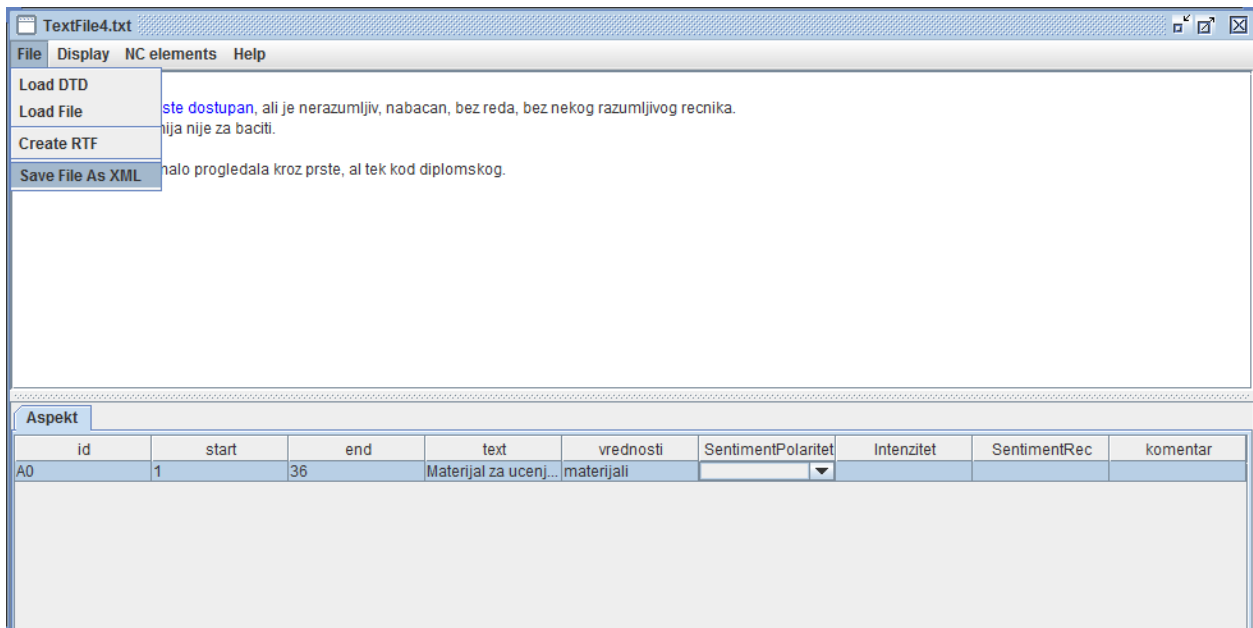 TextFile4.txt
File Display NC elements Help
Load DTD
Load File
Create RTF
Save File As XML
ste dostupan, ali je nerazumljiv, nabacan, bez reda, bez nekog razumljivog recnika.
nija nije za baciti.
malo progledala kroz prste, al tek kod diplomskog.
Aspekt
id start end text vrednosti SentimentPolaritet Intenzitet SentimentRec komentar
A0 1 36 Materijal za ucenj... materijali